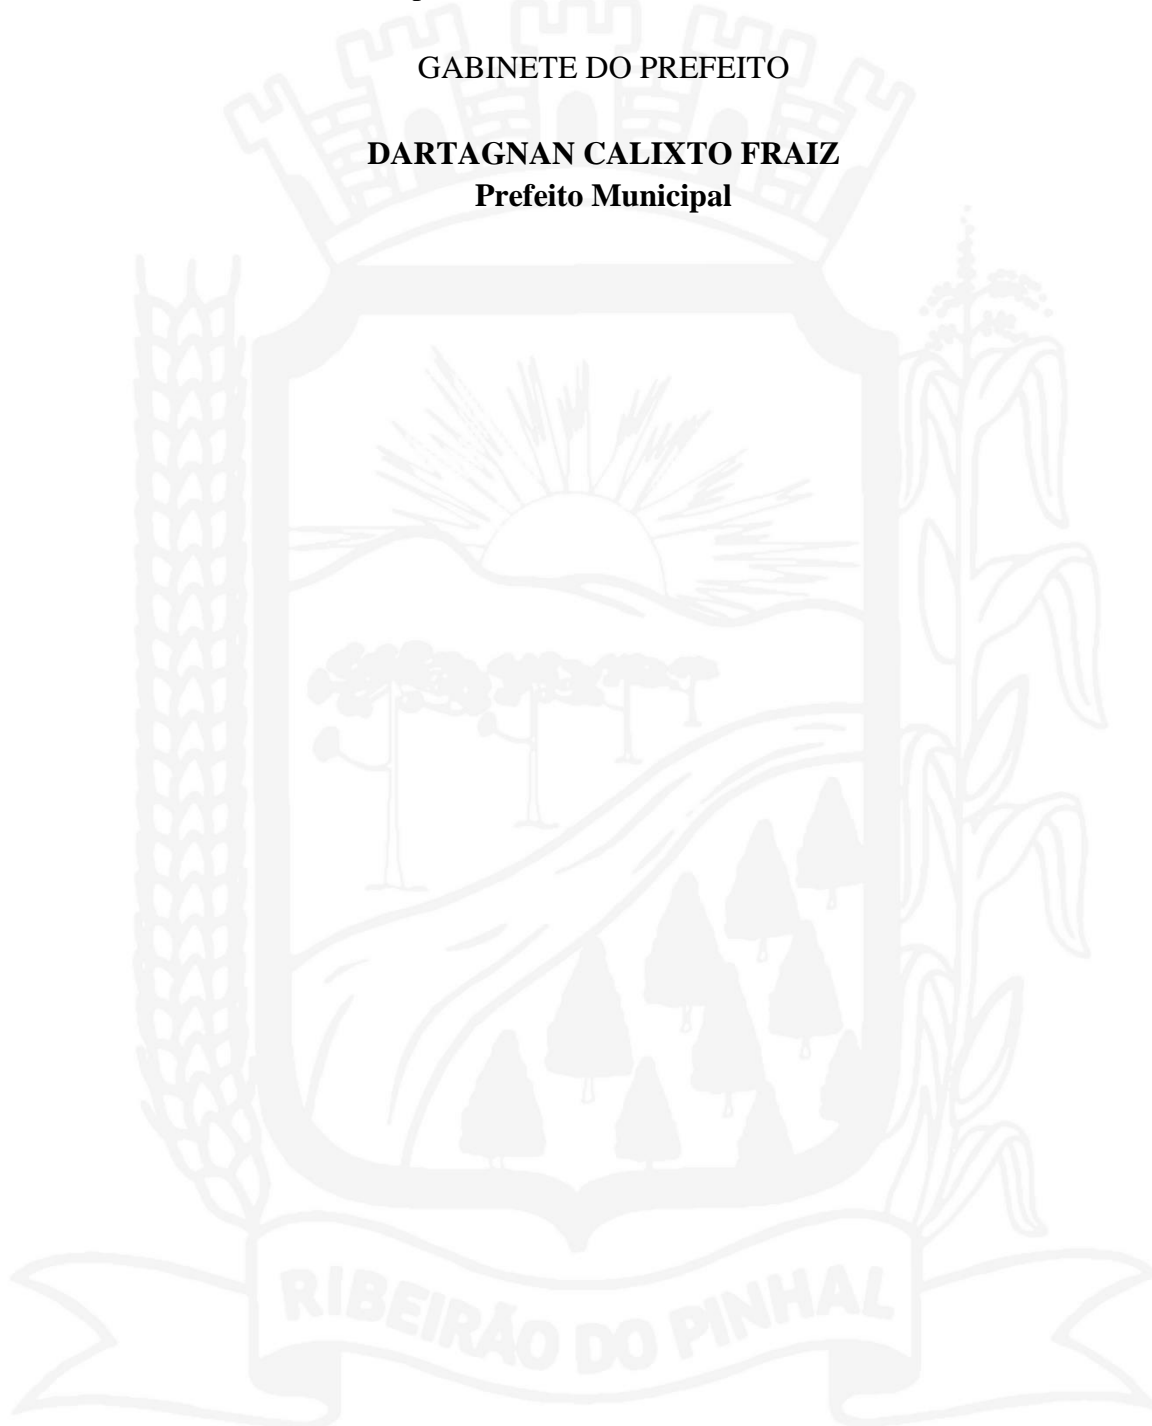 GABINETE DO PREFEITO
DARTAGNAN CALIXTO FRAIZ
Prefeito Municipal
RIBEIRÃO DO PINHAL